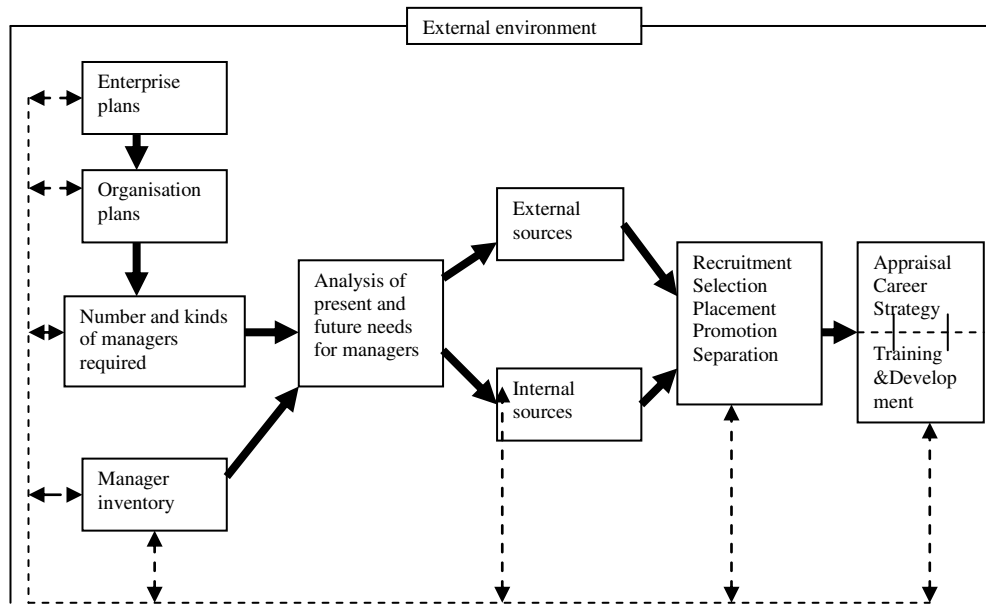 External environment
Enterprise
plans
Organisation
plans
Number and kinds
of managers
required
Manager
inventory
Analysis of
present and
future needs
for managers
External
sources
Internal
sources
Recruitment
Selection
Placement
Promotion
Separation
Appraisal
Career
Strategy
Training
&Develop
ment